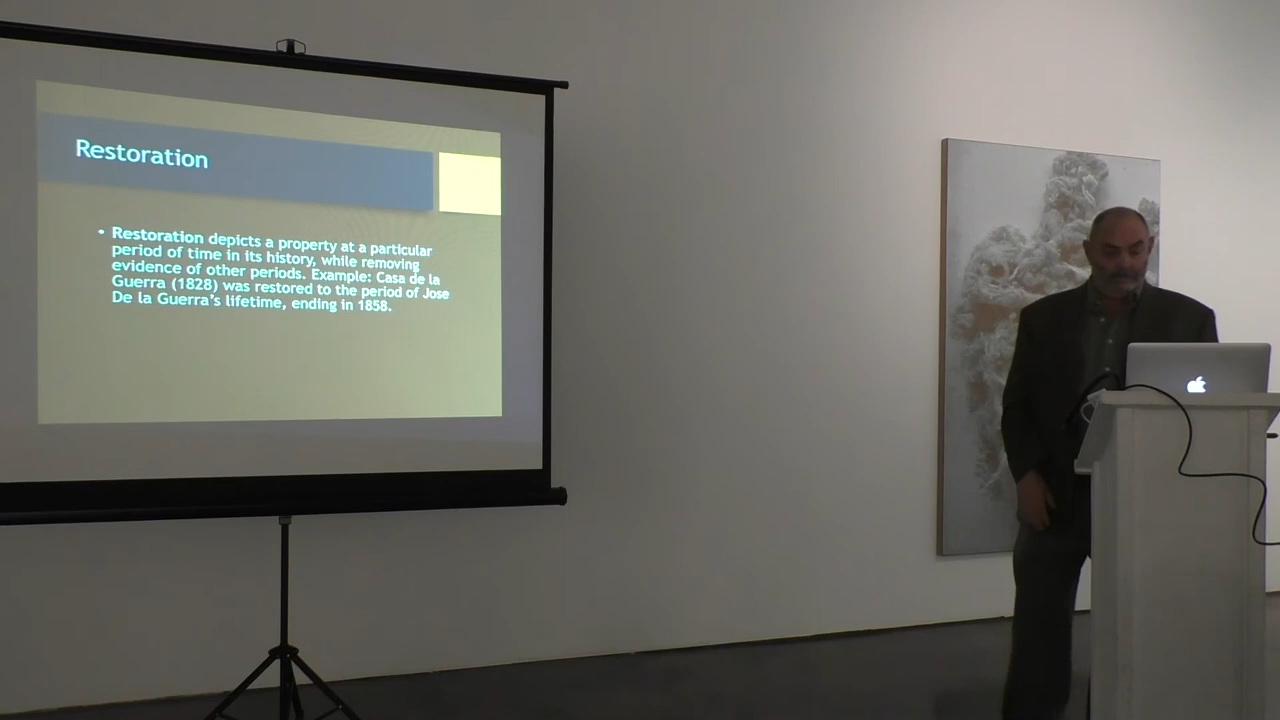 Restoration
• Restoration depicts a property at a particular
period of time in its history, while removing
evidence of other periods. Example: Casa de la
Guerra (1828) was restored to the period of Jose
De la Guerra's lifetime, ending in 1858.